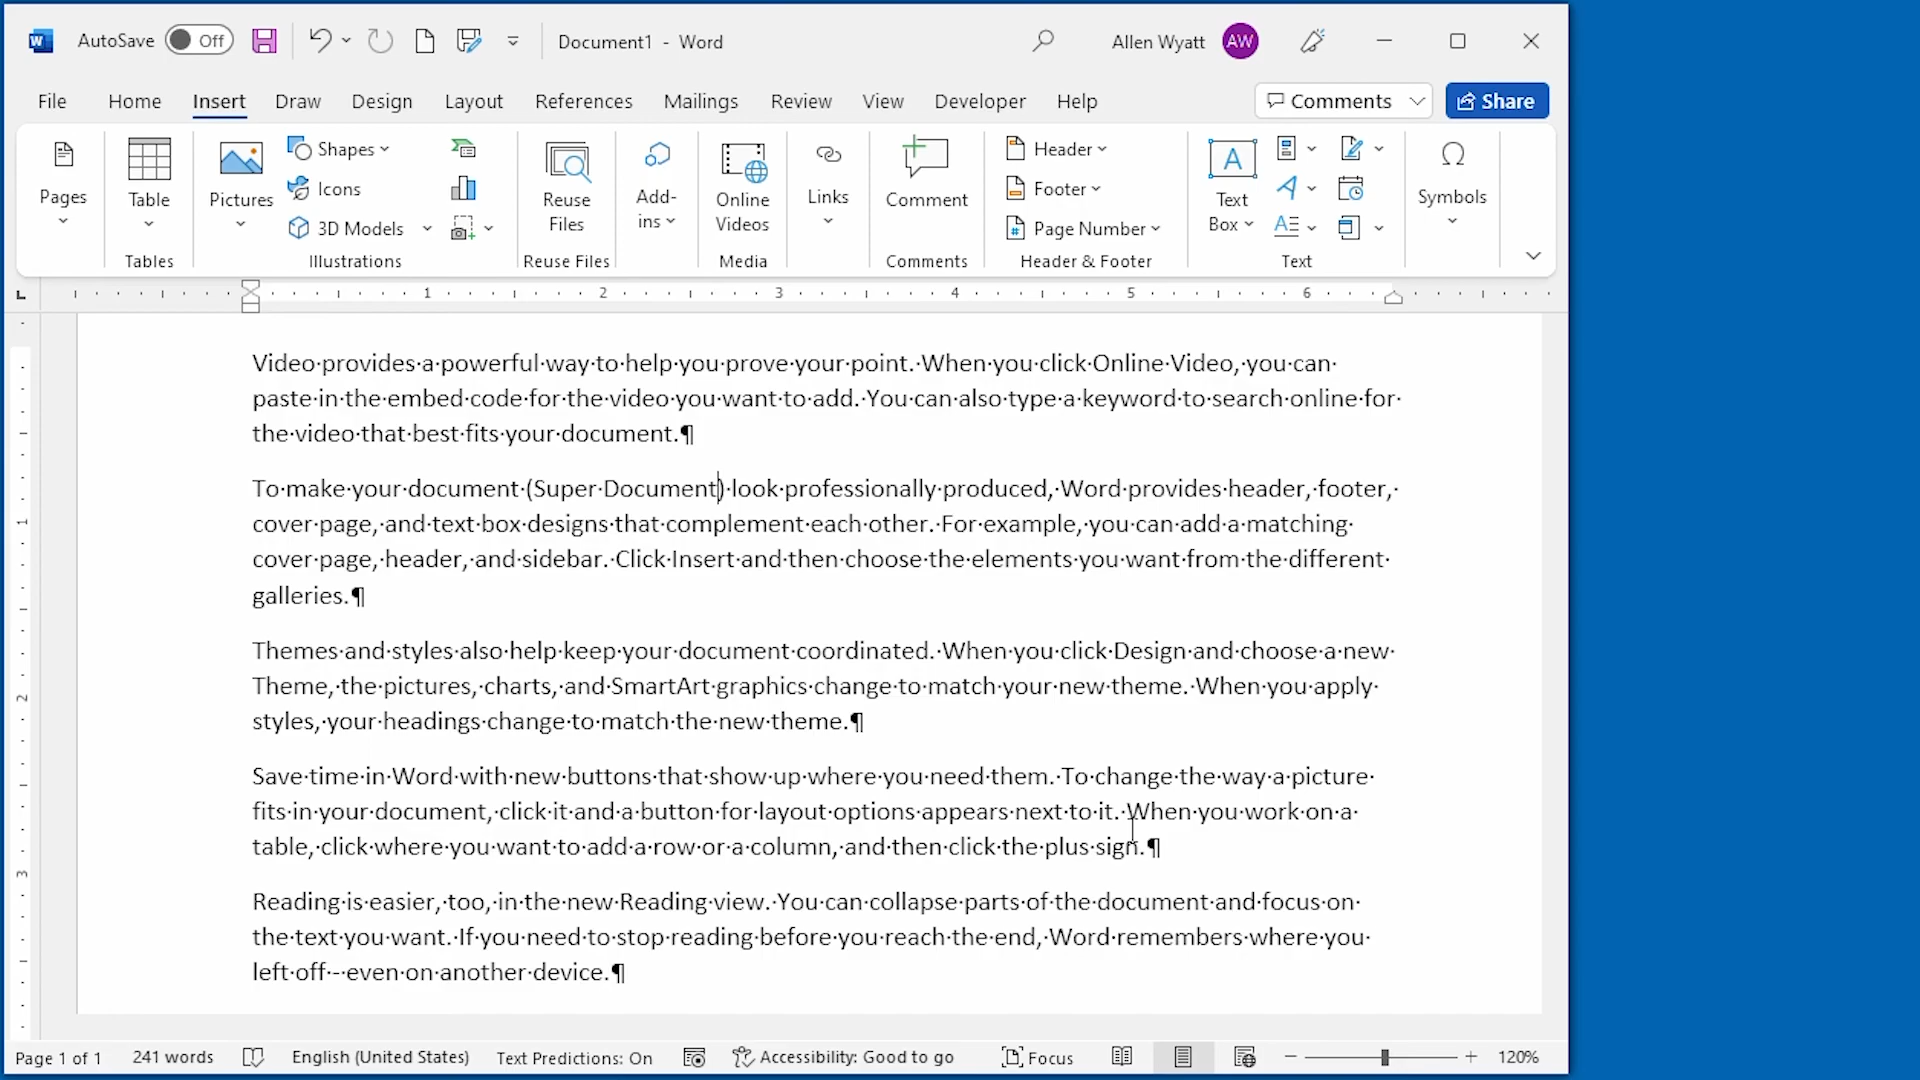 AutoSave Off Document1 - Word Allen Wyatt AW
File Home Insert Draw Design Layout References Mailings Review View Developer Help Comments Share
Pages
Table
Tables
Pictures
Shapes
Icons
3D Models
Illustrations
Reuse
Files
Reuse Files
Add-
ins
Online
Videos
Media
Links
Comment
Comments
Header
Footer
Page Number
Header & Footer
Text
Box
Text
Symbols
1 2 3 4 5 6
Video provides a powerful way to help you prove your point. When you click Online Video, you can
paste in the embed code for the video you want to add. You can also type a keyword to search online for
the video that best fits your document.¶
To make your document (Super Document) look professionally produced, Word provides header, footer,
cover page, and text box designs that complement each other. For example, you can add a matching
cover page, header, and sidebar. Click Insert and then choose the elements you want from the different
galleries.¶
Themes and styles also help keep your document coordinated. When you click Design and choose a new
Theme, the pictures, charts, and SmartArt graphics change to match your new theme. When you apply
styles, your headings change to match the new theme.¶
Save time in Word with new buttons that show up where you need them. To change the way a picture
fits in your document, click it and a button for layout options appears next to it. When you work on a
table, click where you want to add a row or a column, and then click the plus sign.¶
Reading is easier, too, in the new Reading view. You can collapse parts of the document and focus on
the text you want. If you need to stop reading before you reach the end, Word remembers where you
left off -- even on another device.¶
1
2
3
Page 1 of 1 241 words English (United States) Text Predictions: On Accessibility: Good to go Focus 120%